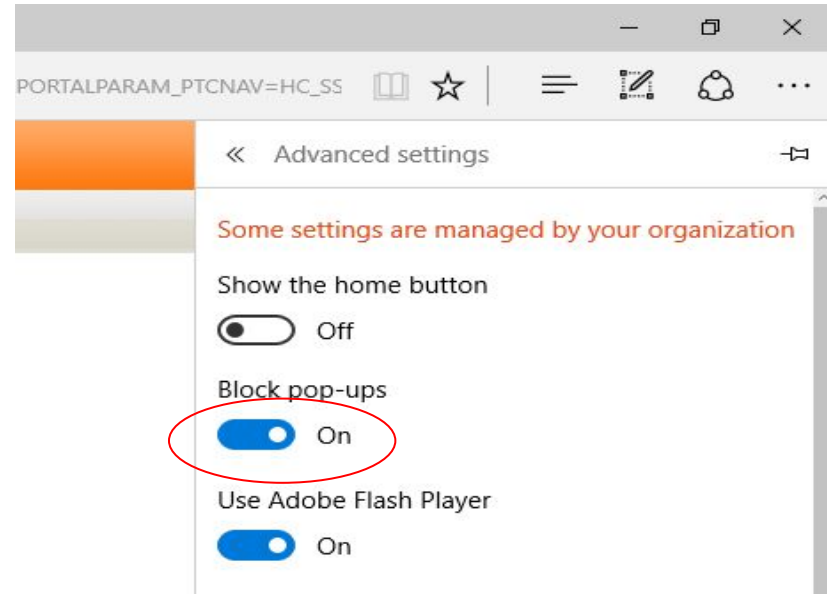 PORTALPARAM_PTCNAV=HC_SS
Advanced settings
Some settings are managed by your organization
Show the home button
Off
Block pop-ups
On
Use Adobe Flash Player
On